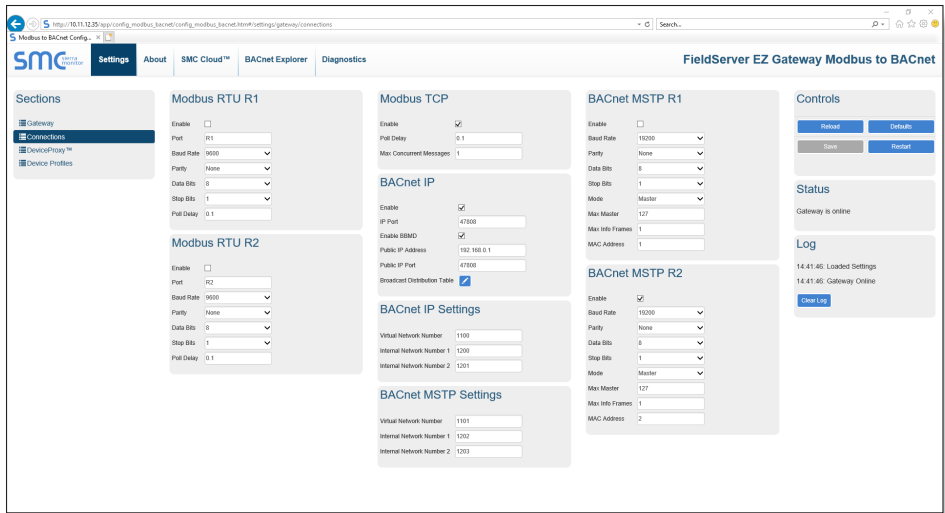 http://10.11.12.35/app/config_modbus_bacnet/config_modbus_bacnet.htm#/settings/gateway/connections
Search...
Modbus to BACnet Config...
SMC sierra monitor
Settings About SMC Cloud™ BACnet Explorer Diagnostics
FieldServer EZ Gateway Modbus to BACnet
Sections
Gateway
Connections
DeviceProxy™
Device Profiles
Modbus RTU R1
Enable
Port R1
Baud Rate 9600
Parity None
Data Bits 8
Stop Bits 1
Poll Delay 0.1
Modbus RTU R2
Enable
Port R2
Baud Rate 9600
Parity None
Data Bits 8
Stop Bits 1
Poll Delay 0.1
Modbus TCP
Enable
Poll Delay 0.1
Max Concurrent Messages 1
BACnet IP
Enable
IP Port 47808
Enable BBMD
Public IP Address 192.168.0.1
Public IP Port 47808
Broadcast Distribution Table
BACnet IP Settings
Virtual Network Number 1100
Internal Network Number 1 1200
Internal Network Number 2 1201
BACnet MSTP Settings
Virtual Network Number 1101
Internal Network Number 1 1202
Internal Network Number 2 1203
BACnet MSTP R1
Enable
Baud Rate 19200
Parity None
Data Bits 8
Stop Bits 1
Mode Master
Max Master 127
Max Info Frames 1
MAC Address 1
BACnet MSTP R2
Enable
Baud Rate 19200
Parity None
Data Bits 8
Stop Bits 1
Mode Master
Max Master 127
Max Info Frames 1
MAC Address 2
Controls
Reload Defaults
Save Restart
Status
Gateway is online
Log
14:41:46: Loaded Settings
14:41:46: Gateway Online
Clear Log